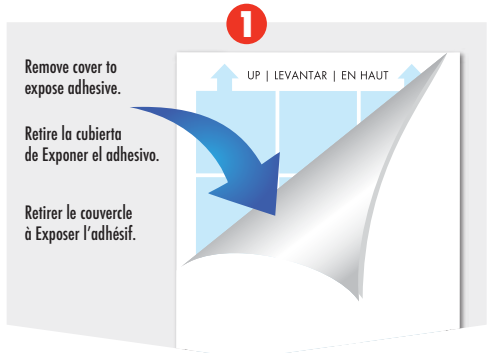 1
UP | LEVANTAR | EN HAUT
Remove cover to
expose adhesive.
Retire la cubierta
de Exponer el adhesivo.
Retirer le couvercle
à Exposer l'adhésif.